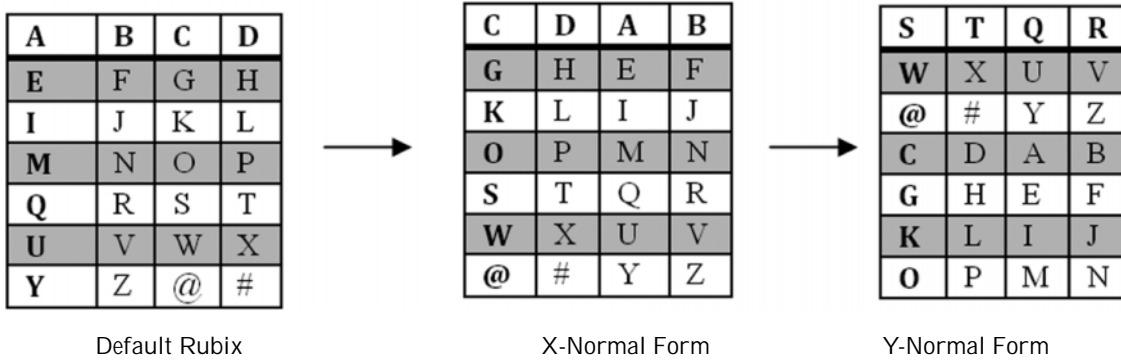 A B C D
E F G H
I J K L
M N O P
Q R S T
U V W X
Y Z @ #
Default Rubix
C D A B
G H E F
K L I J
O P M N
S T Q R
W X U V
@ # Y Z
X-Normal Form
S T Q R
W X U V
@ # Y Z
C D A B
G H E F
K L I J
O P M N
Y-Normal Form